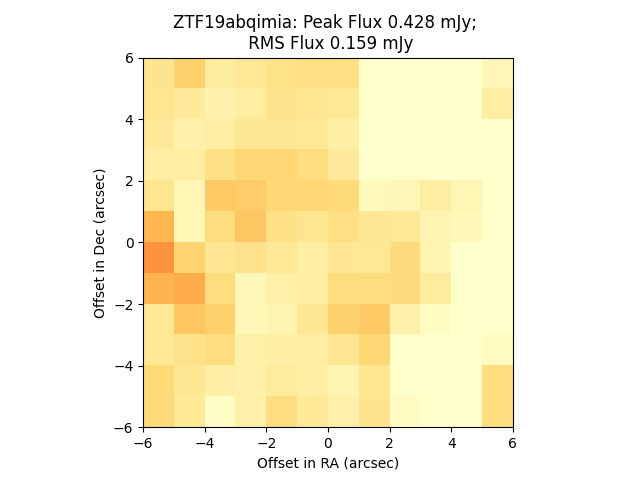 ZTF19abqimia: Peak Flux 0.428 mJy;
RMS Flux 0.159 mJy
6
4
2
0
−2
−4
−6
Offset in Dec (arcsec)
−6 −4 −2 0 2 4 6
Offset in RA (arcsec)